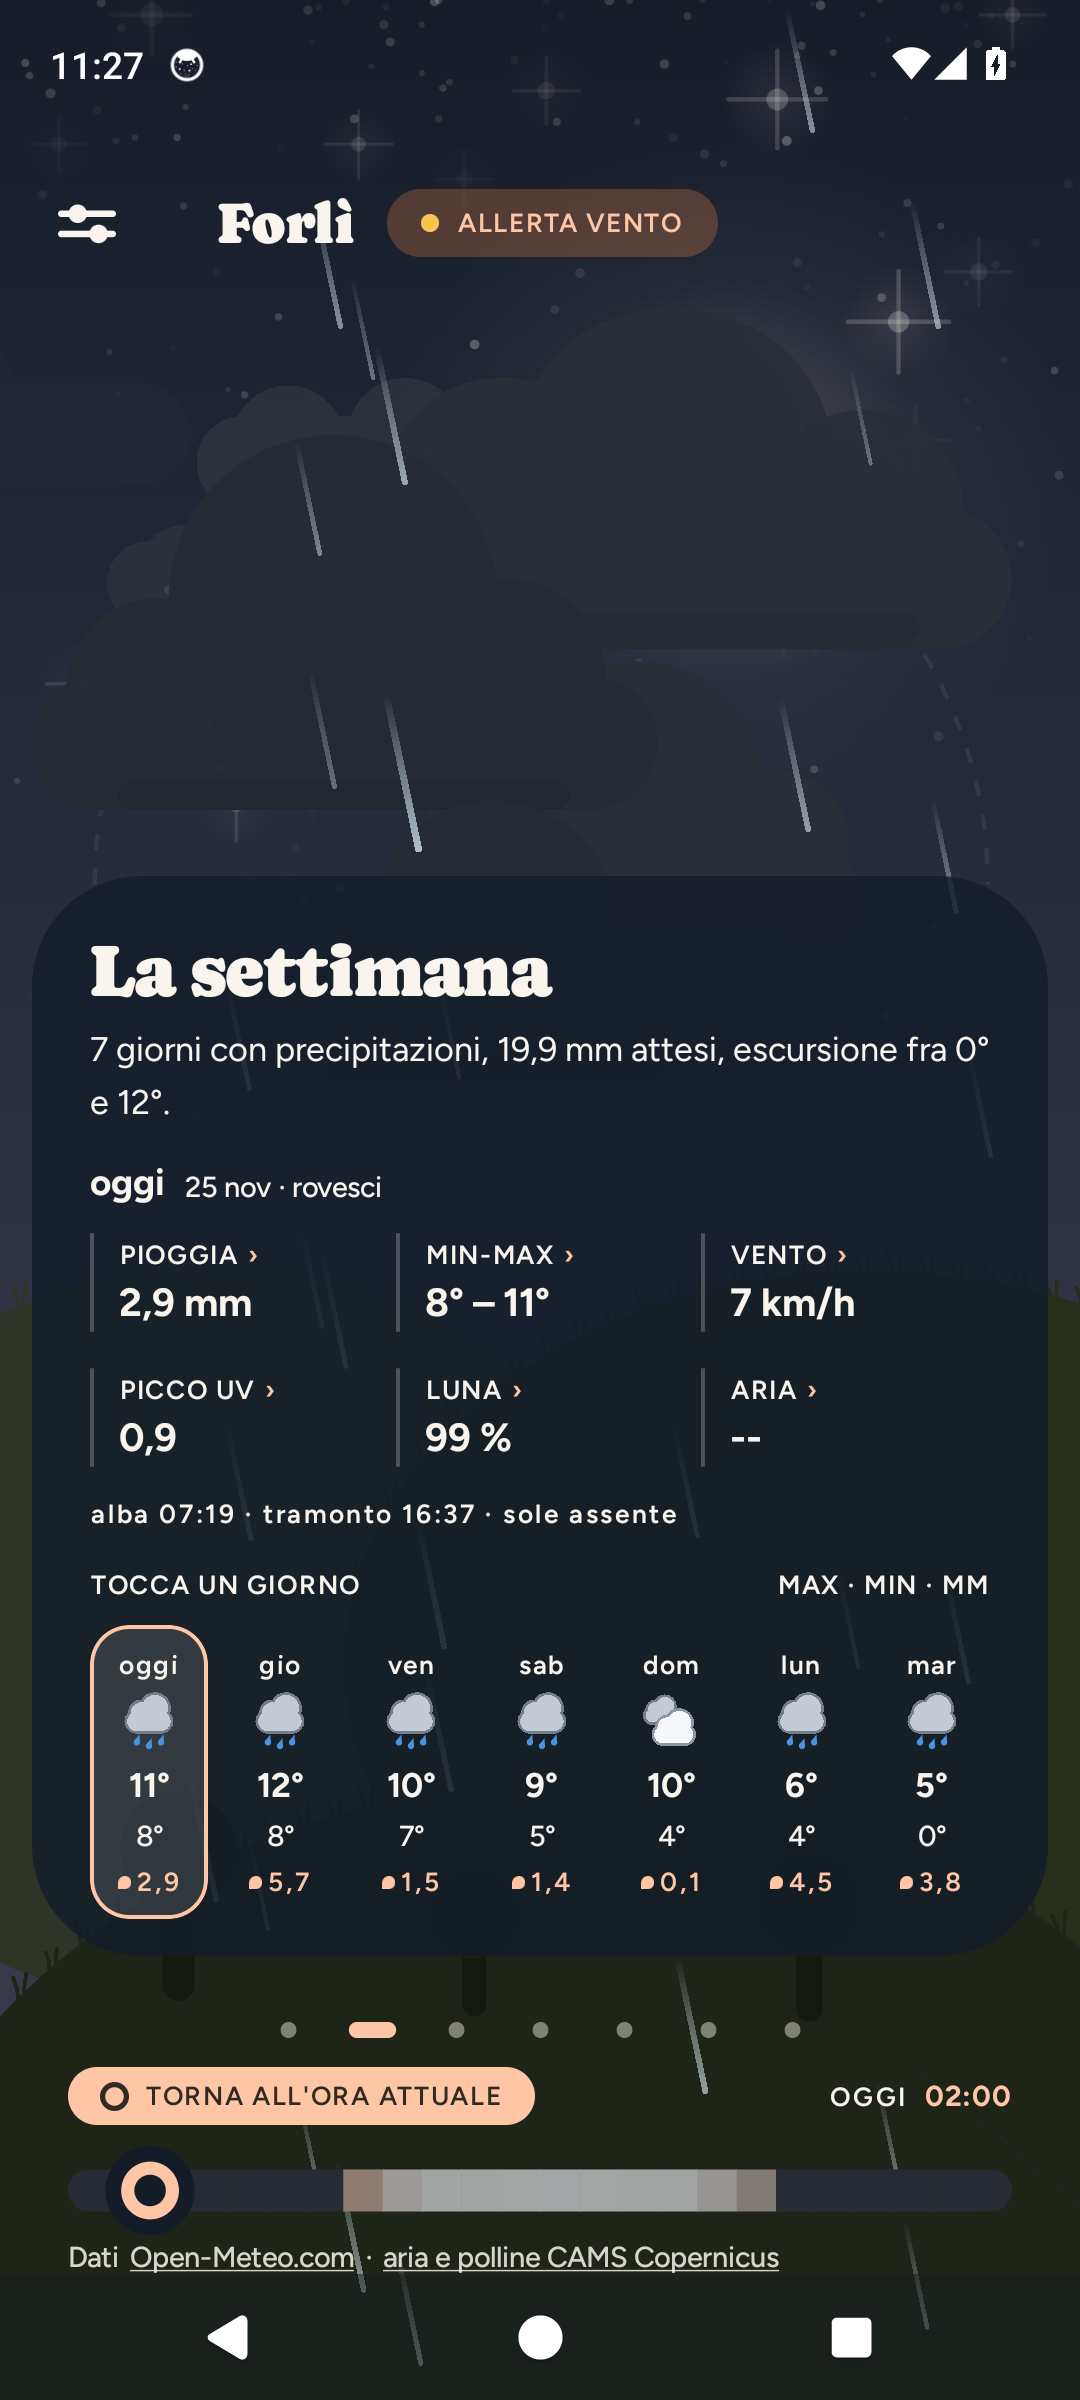 11:27
Forlì
ALLERTA VENTO
La settimana
7 giorni con precipitazioni, 19,9 mm attesi, escursione fra 0°
e 12°.
oggi 25 nov · rovesci
PIOGGIA › MIN-MAX › VENTO ›
2,9 mm 8° – 11° 7 km/h
PICCO UV › LUNA › ARIA ›
0,9 99 % --
alba 07:19 · tramonto 16:37 · sole assente
TOCCA UN GIORNO MAX · MIN · MM
oggi gio ven sab dom lun mar
11° 12° 10° 9° 10° 6° 5°
8° 8° 7° 5° 4° 4° 0°
2,9 5,7 1,5 1,4 0,1 4,5 3,8
TORNA ALL'ORA ATTUALE OGGI 02:00
Dati Open-Meteo.com · aria e polline CAMS Copernicus